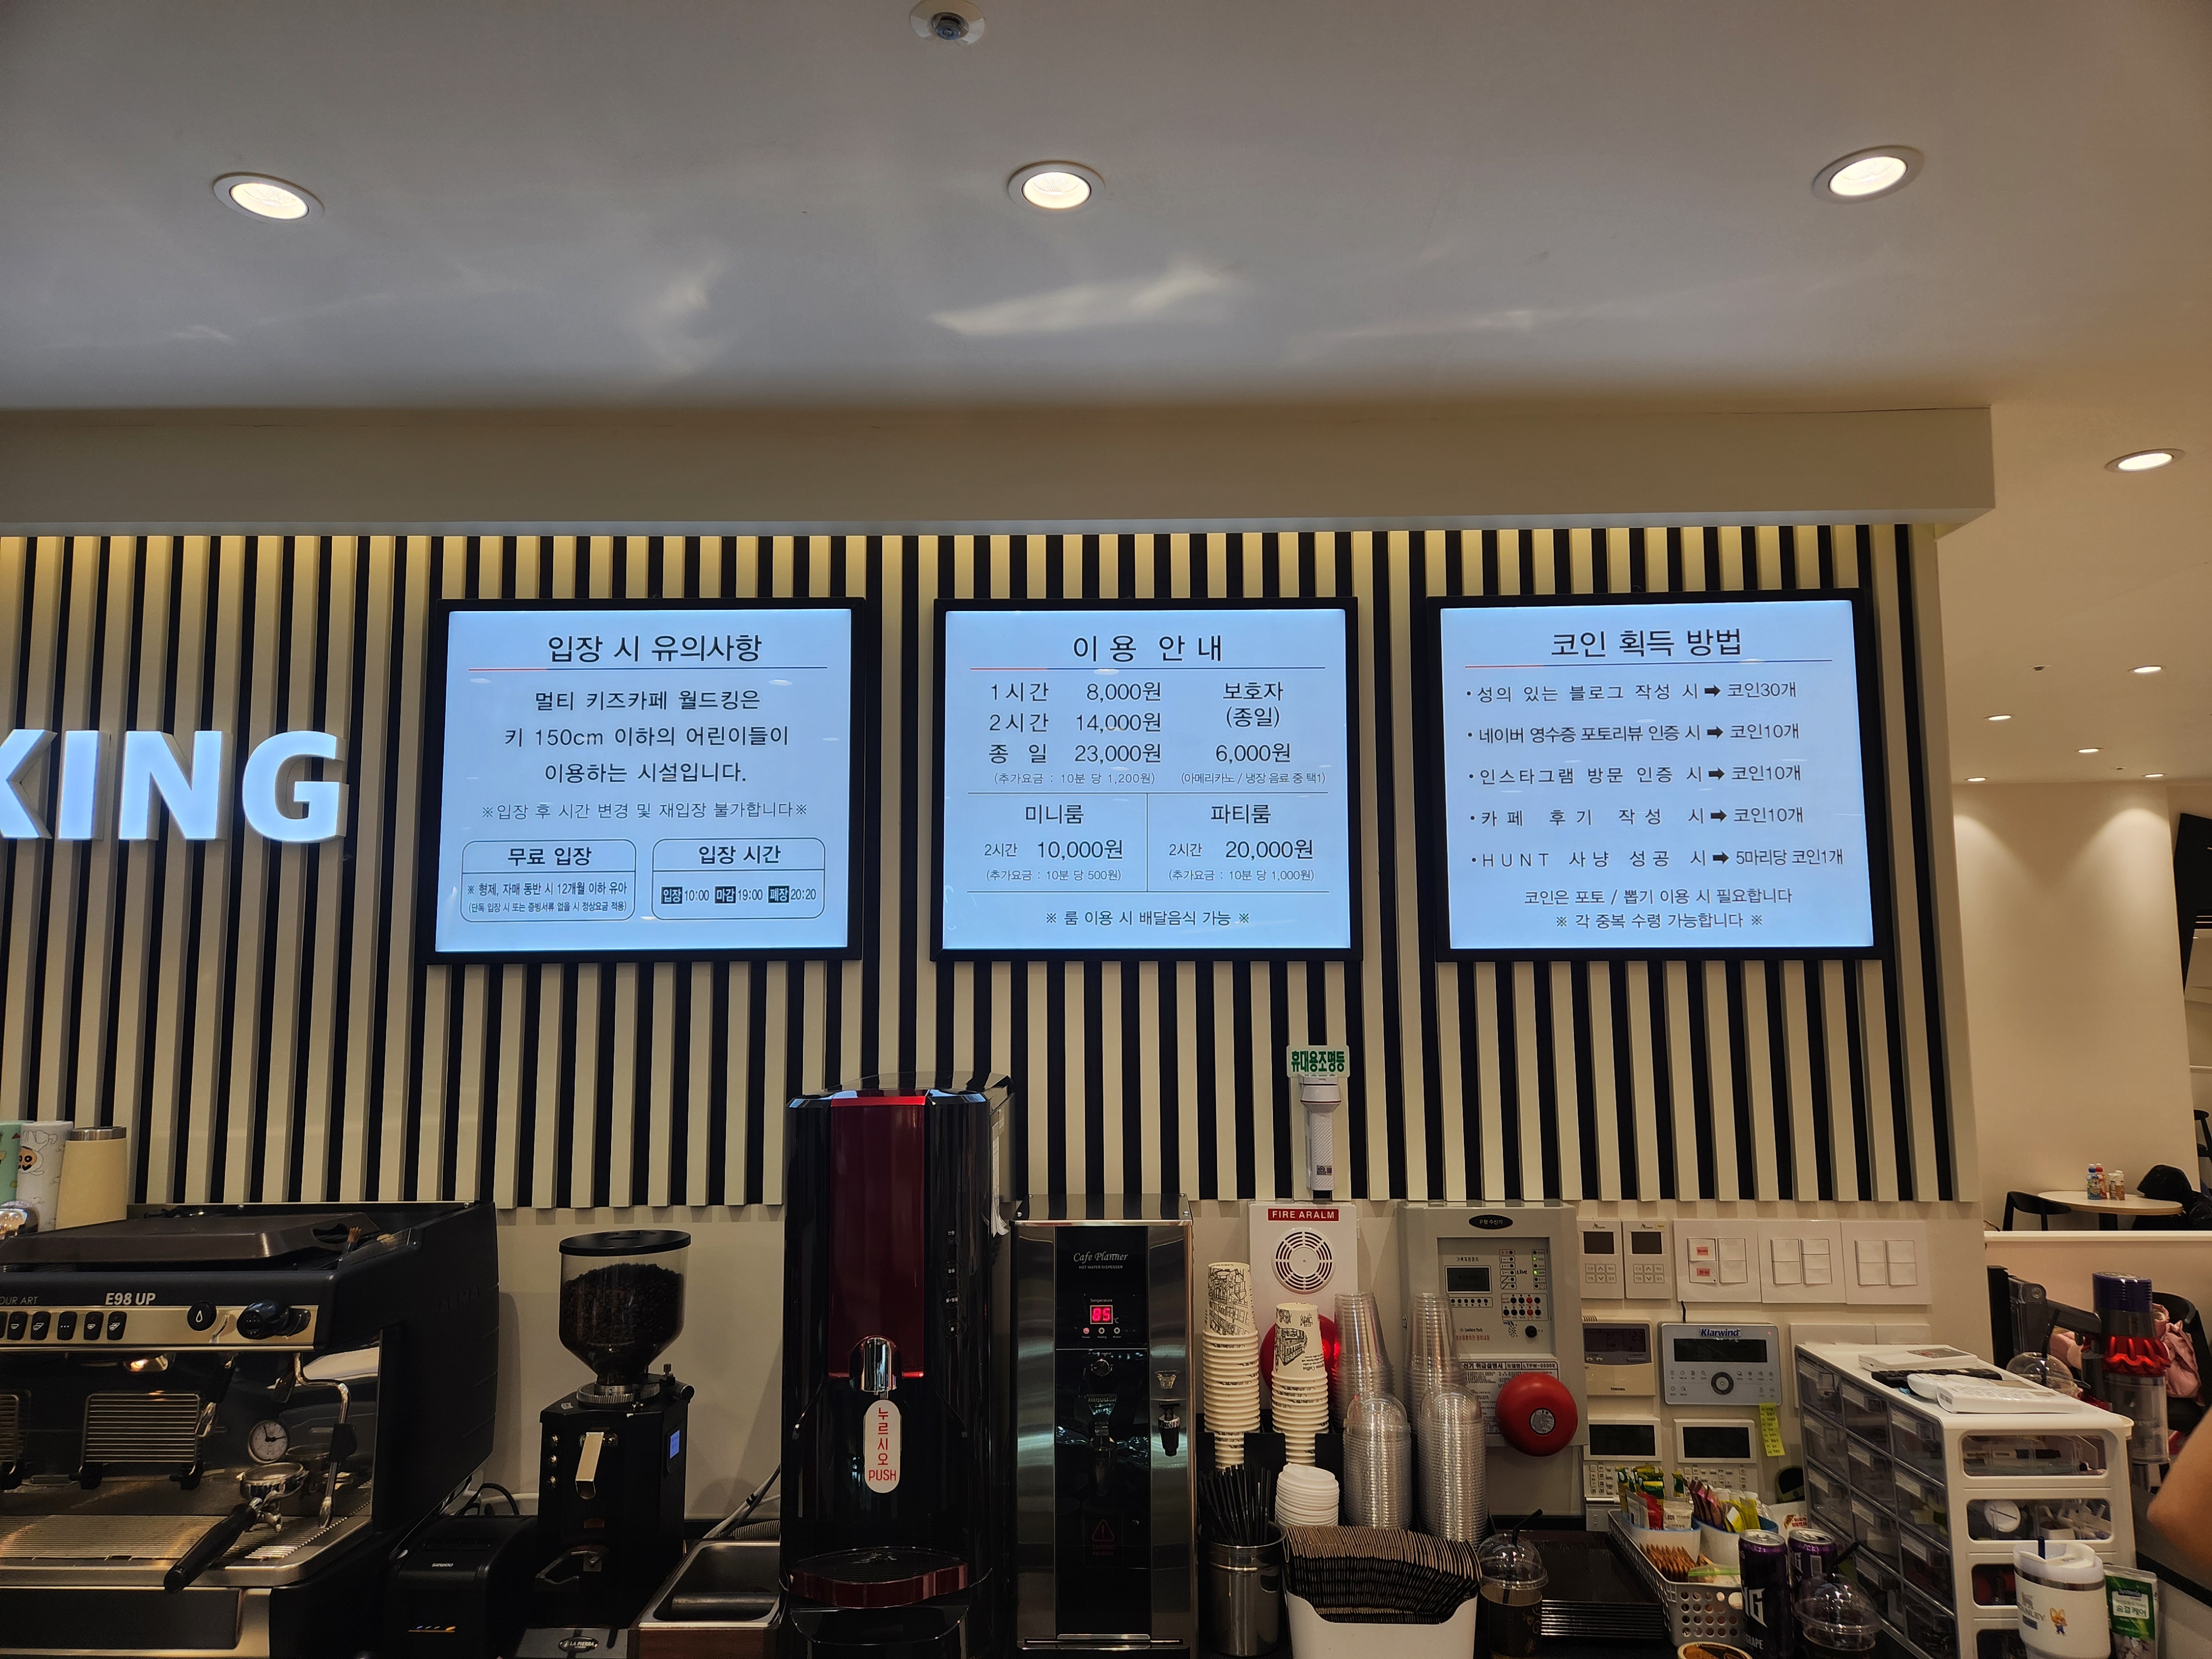 KING
입장 시 유의사항
멀티 키즈카페 월드킹은
키 150cm 이하의 어린이들이
이용하는 시설입니다.
※입장 후 시간 변경 및 재입장 불가합니다※
무료 입장
※ 형제, 자매 동반 시 12개월 이하 유아
(단독 입장 시 또는 증빙서류 없을 시 정상요금 적용)
입장 시간
입장 10:00 마감 19:00 폐장 20:20
이용 안내
1시간 8,000원
2시간 14,000원
종 일 23,000원
(추가요금 : 10분 당 1,200원)
보호자
(종일)
6,000원
(아메리카노 / 냉장 음료 중 택1)
미니룸
2시간 10,000원
(추가요금 : 10분 당 500원)
파티룸
2시간 20,000원
(추가요금 : 10분 당 1,000원)
※ 룸 이용 시 배달음식 가능 ※
코인 획득 방법
• 성의 있는 블로그 작성 시 ➡ 코인30개
• 네이버 영수증 포토리뷰 인증 시 ➡ 코인10개
• 인스타그램 방문 인증 시 ➡ 코인10개
• 카페 후기 작성 시 ➡ 코인10개
• HUNT 사냥 성공 시 ➡ 5마리당 코인1개
코인은 포토 / 뽑기 이용 시 필요합니다
※ 각 중복 수령 가능합니다 ※
휴대용조명등
FIRE ARALM
Cafe Planner
HOT WATER DISPENSER
Temperature
85
OUR ART
E98 UP
누르시오
PUSH
Klarwind
LA PIERRA
GRAPE